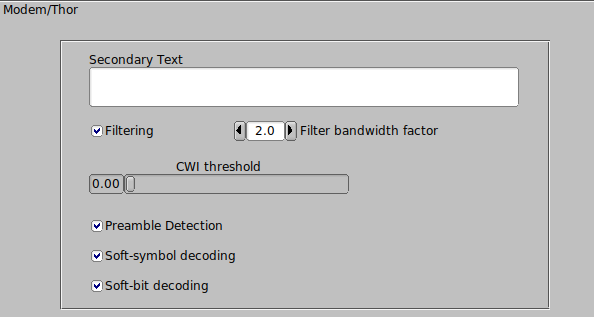 Modem/Thor
Secondary Text
Filtering 2.0 Filter bandwidth factor
CWI threshold
0.00
Preamble Detection
Soft-symbol decoding
Soft-bit decoding